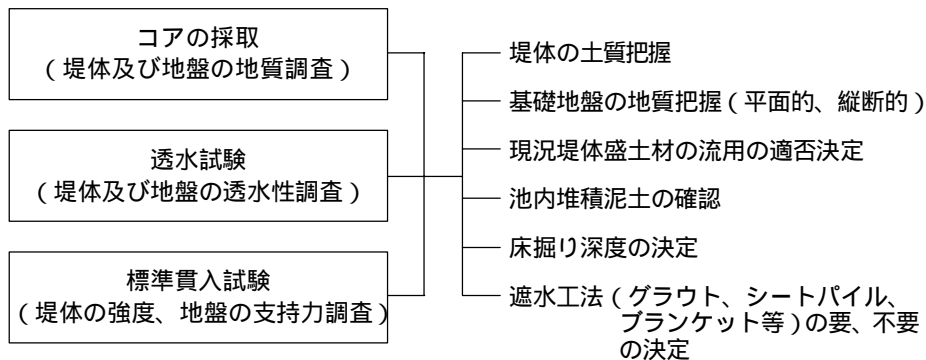 コアの採取
(堤体及び地盤の地質調査)
透水試験
(堤体及び地盤の透水性調査)
標準貫入試験
(堤体の強度、地盤の支持力調査)
堤体の土質把握
基礎地盤の地質把握(平面的、縦断的)
現況堤体盛土材の流用の適否決定
池内堆積泥土の確認
床掘り深度の決定
遮水工法(グラウト、シートパイル、
ブランケット等)の要、不要
の決定